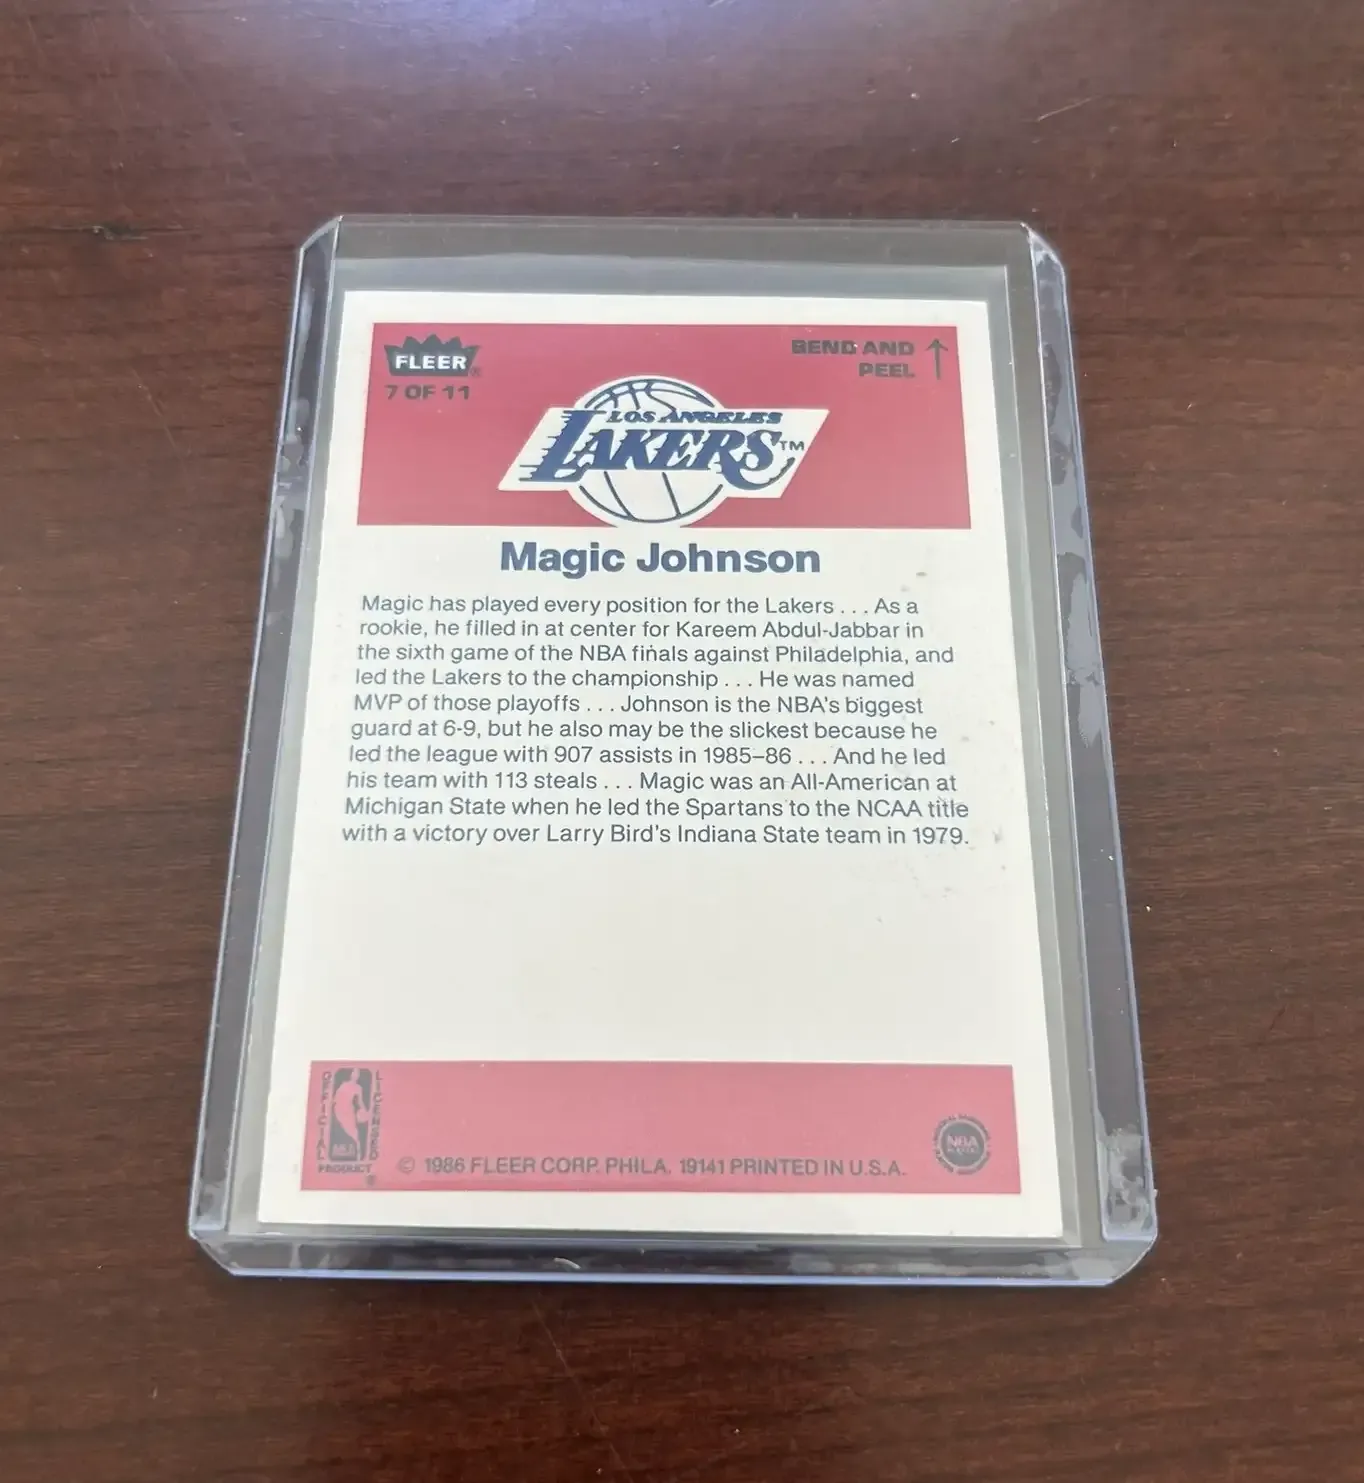 FLEER®
7 OF 11
BEND AND
PEEL
LOS ANGELES
LAKERS™
Magic Johnson
Magic has played every position for the Lakers . . . As a
rookie, he filled in at center for Kareem Abdul-Jabbar in
the sixth game of the NBA finals against Philadelphia, and
led the Lakers to the championship . . . He was named
MVP of those playoffs . . . Johnson is the NBA's biggest
guard at 6-9, but he also may be the slickest because he
led the league with 907 assists in 1985–86 . . . And he led
his team with 113 steals . . . Magic was an All-American at
Michigan State when he led the Spartans to the NCAA title
with a victory over Larry Bird's Indiana State team in 1979.
OFFICIAL
LICENSED
NBA
PRODUCT
© 1986 FLEER CORP. PHILA. 19141 PRINTED IN U.S.A.
NBA